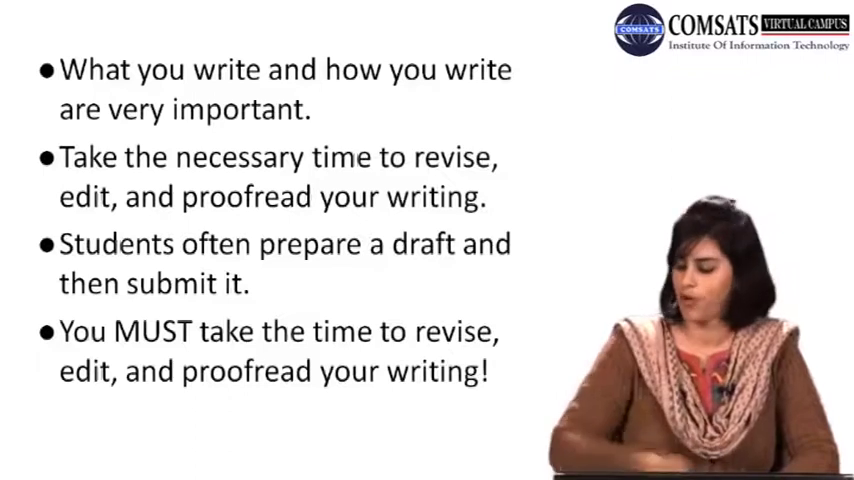 COMSATS VIRTUAL CAMPUS
COMSATS
Institute Of Information Technology
●What you write and how you write
are very important.
●Take the necessary time to revise,
edit, and proofread your writing.
●Students often prepare a draft and
then submit it.
●You MUST take the time to revise,
edit, and proofread your writing!